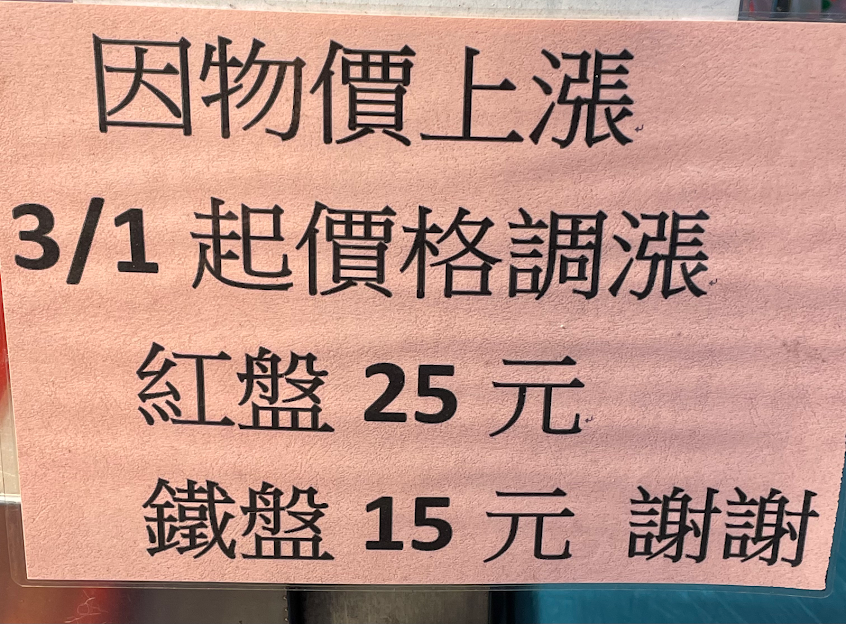 因物價上漲
3/1 起價格調漲
紅盤 25 元
鐵盤 15 元 謝謝